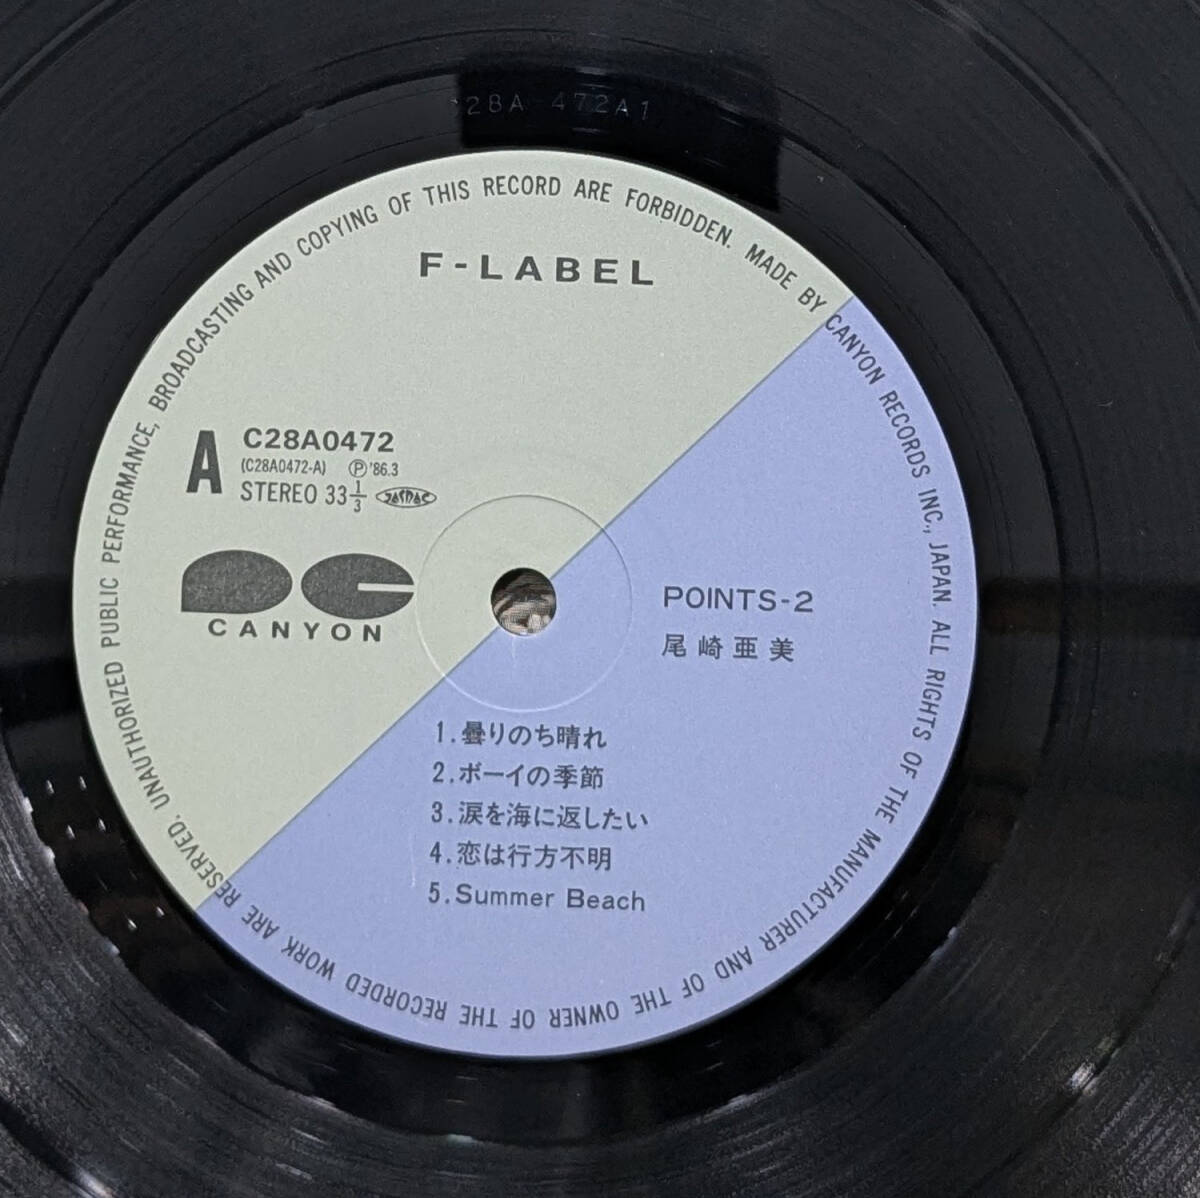 28A 472A1
UNAUTHORIZED PUBLIC PERFORMANCE, BROADCASTING AND COPYING OF THIS RECORD ARE FORBIDDEN. MADE BY CANYON RECORDS INC., JAPAN. ALL RIGHTS OF THE MANUFACTURER AND OF THE OWNER OF THE RECORDED WORK ARE RESERVED.
F-LABEL
A
C28A0472
(C28A0472-A) Ⓟ'86.3
STEREO 33 1/3 JASRAC
CANYON
POINTS-2
尾崎亜美
1.曇りのち晴れ
2.ボーイの季節
3.涙を海に返したい
4.恋は行方不明
5.Summer Beach